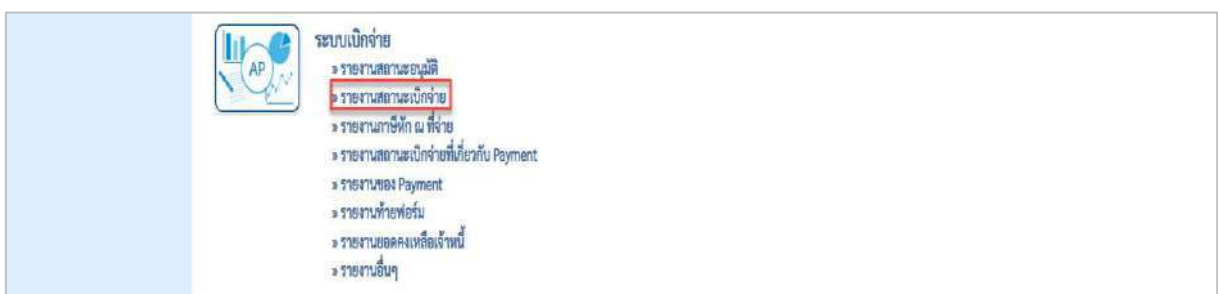 ระบบเบิกจ่าย
AP
» รายงานสถานะอนุมัติ
» รายงานสถานะเบิกจ่าย
» รายงานภาษีหัก ณ ที่จ่าย
» รายงานสถานะเบิกจ่ายที่เกี่ยวกับ Payment
» รายงานของ Payment
» รายงานท้ายฟอร์ม
» รายงานยอดคงเหลือเจ้าหนี้
» รายงานอื่นๆ